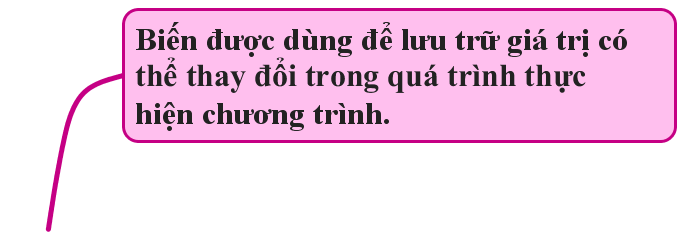 Biến được dùng để lưu trữ giá trị có
thể thay đổi trong quá trình thực
hiện chương trình.